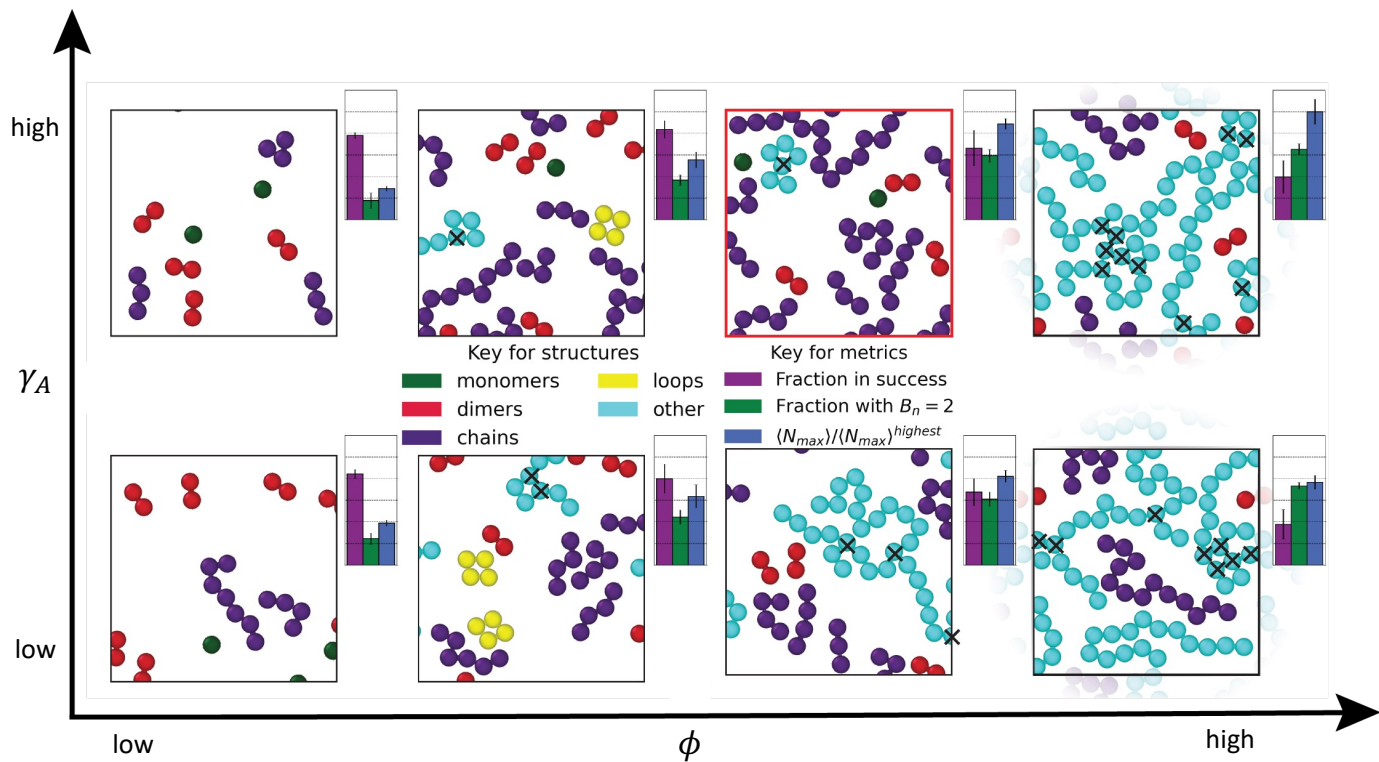 high
γ_A
Key for structures
Key for metrics
monomers
loops
Fraction in success
dimers
other
Fraction with B_n = 2
chains
⟨N_max⟩/⟨N_max⟩^highest
low
low
ϕ
high